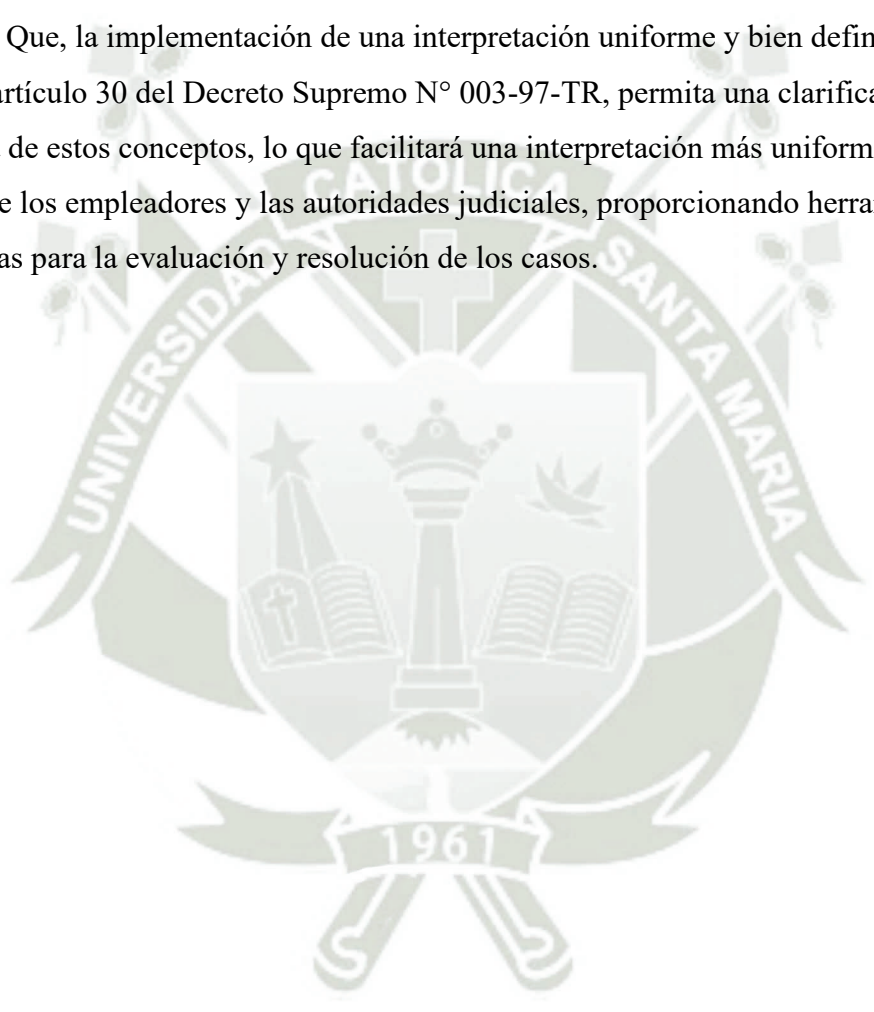 Que, la implementación de una interpretación uniforme y bien defin
artículo 30 del Decreto Supremo N° 003-97-TR, permita una clarifica
de estos conceptos, lo que facilitará una interpretación más uniform
e los empleadores y las autoridades judiciales, proporcionando herra
as para la evaluación y resolución de los casos.
UNIVERSIDAD CATOLICA SANTA MARIA
1961